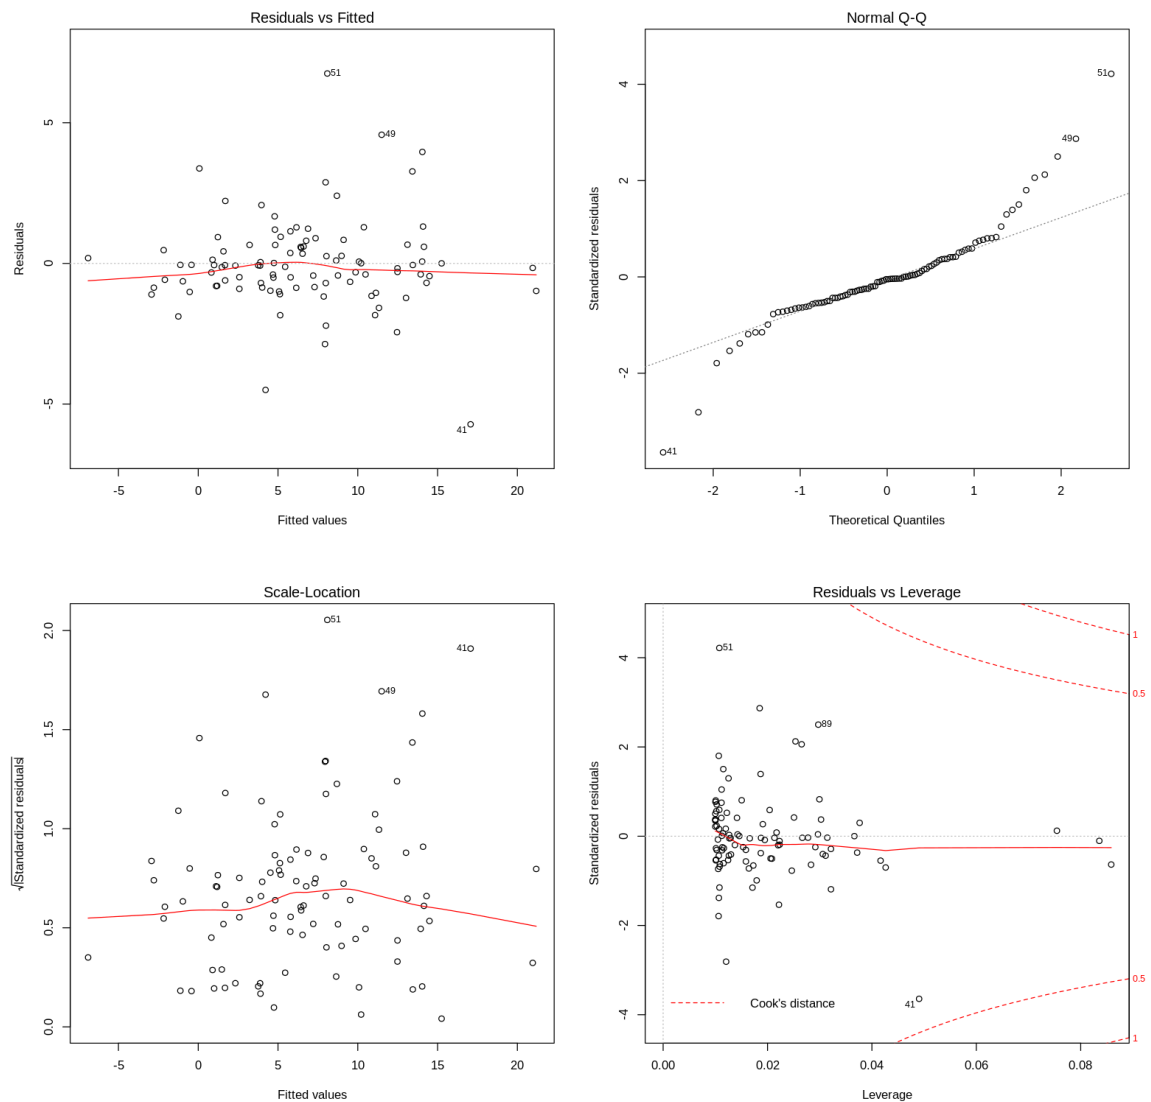 Residuals vs Fitted
51
49
41
5
0
-5
Residuals
-5 0 5 10 15 20
Fitted values
Normal Q-Q
51
49
41
4
2
0
-2
Standardized residuals
-2 -1 0 1 2
Theoretical Quantiles
Scale-Location
51
41
49
2.0
1.5
1.0
0.5
0.0
√|Standardized residuals|
-5 0 5 10 15 20
Fitted values
Residuals vs Leverage
51
89
41
1
0.5
0.5
1
Cook's distance
4
2
0
-2
-4
Standardized residuals
0.00 0.02 0.04 0.06 0.08
Leverage